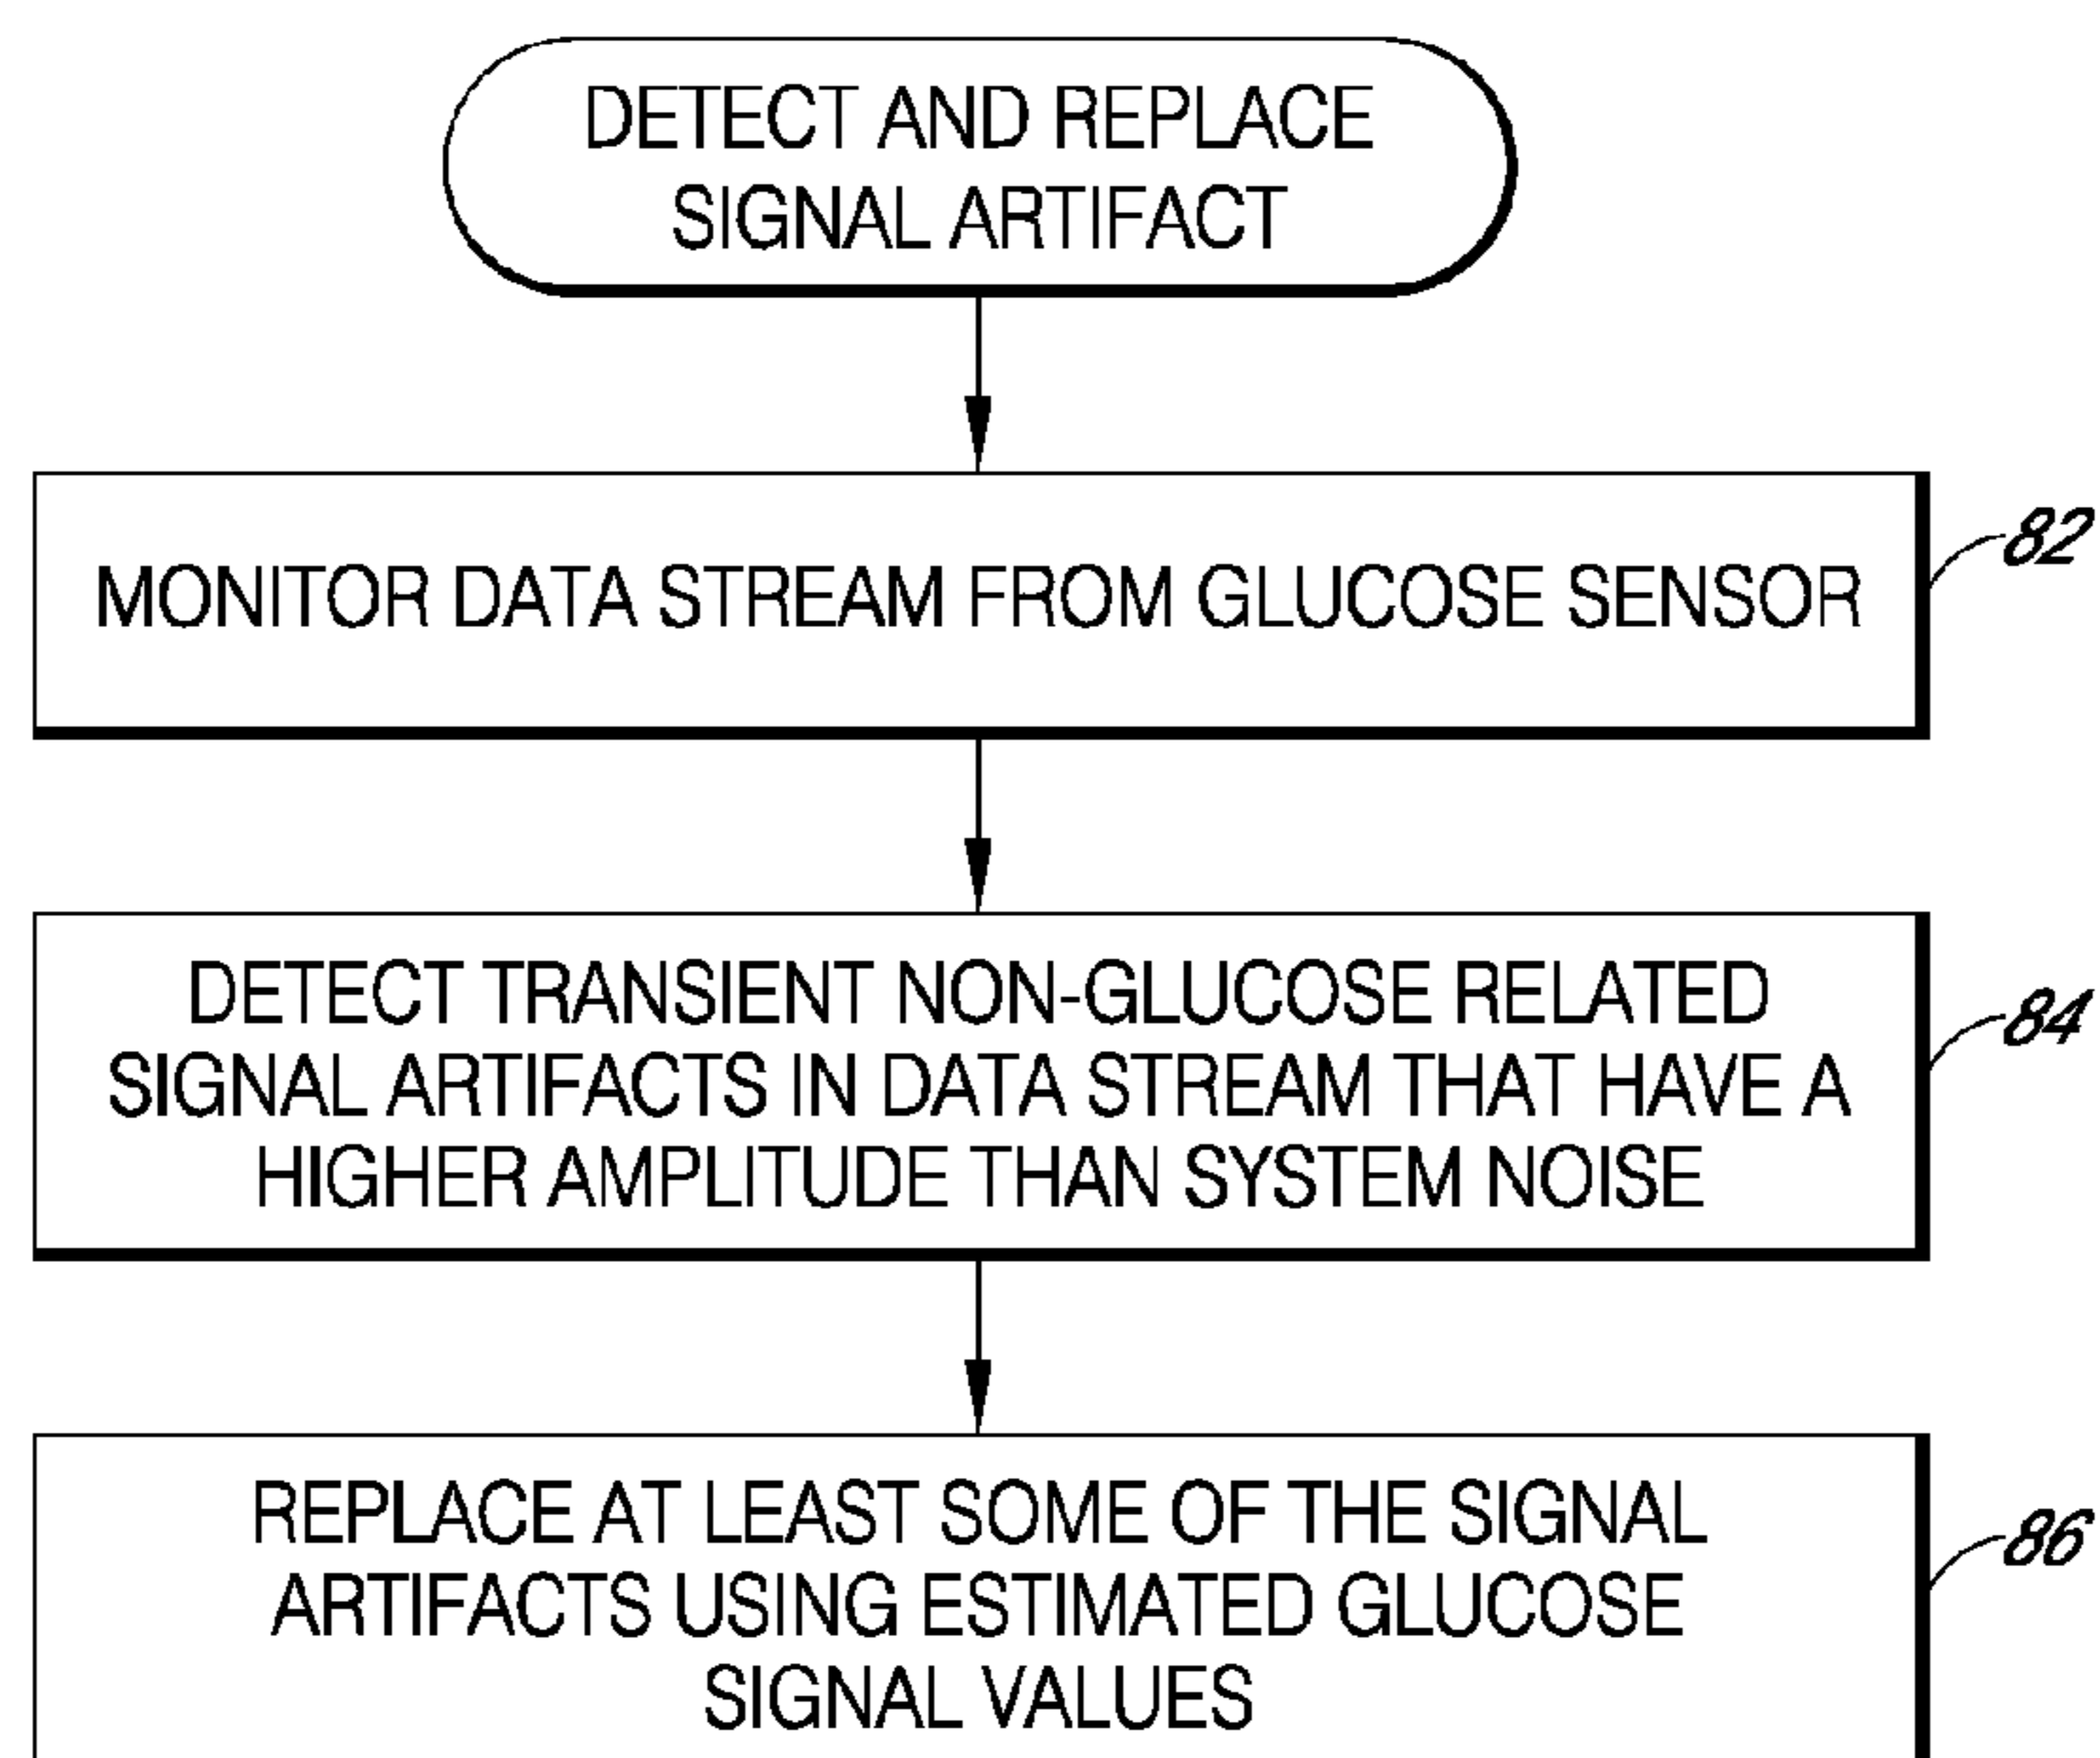 DETECT AND REPLACE
SIGNAL ARTIFACT
MONITOR DATA STREAM FROM GLUCOSE SENSOR
82
DETECT TRANSIENT NON-GLUCOSE RELATED
SIGNAL ARTIFACTS IN DATA STREAM THAT HAVE A
HIGHER AMPLITUDE THAN SYSTEM NOISE
84
REPLACE AT LEAST SOME OF THE SIGNAL
ARTIFACTS USING ESTIMATED GLUCOSE
SIGNAL VALUES
86